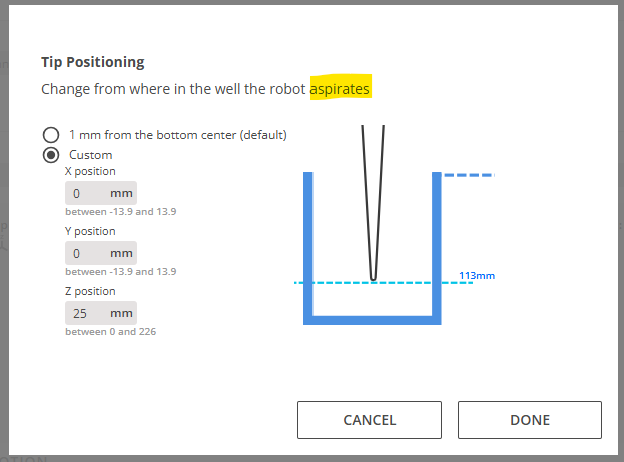 Tip Positioning
Change from where in the well the robot aspirates
1 mm from the bottom center (default)
Custom
X position
0 mm
between -13.9 and 13.9
Y position
0 mm
between -13.9 and 13.9
Z position
25 mm
between 0 and 226
113mm
CANCEL
DONE